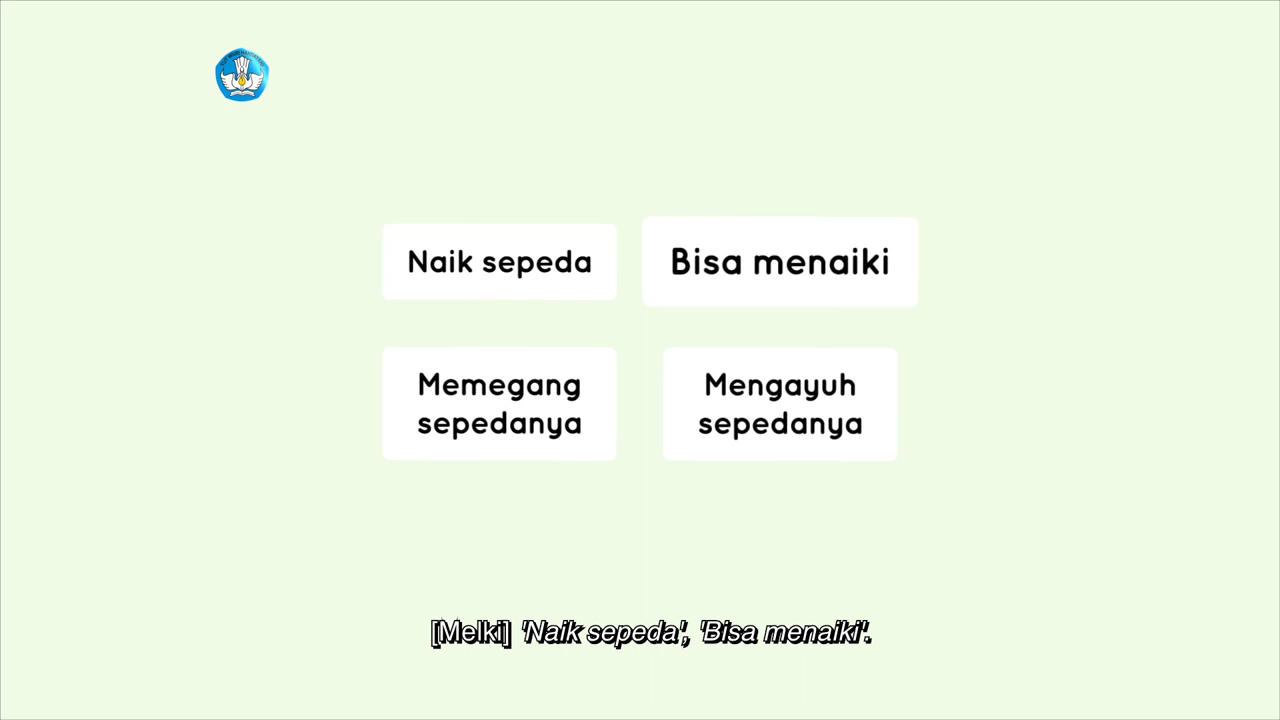 Naik sepeda
Bisa menaiki
Memegang
sepedanya
Mengayuh
sepedanya
[Melki] 'Naik sepeda', 'Bisa menaiki'.